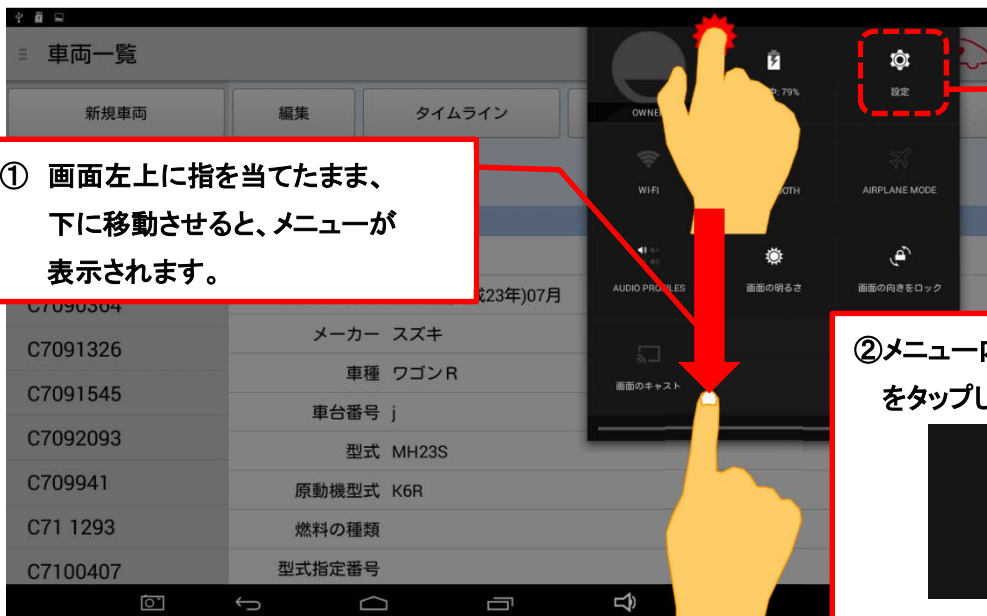 車両一覧
新規車両
編集
タイムライン
① 画面左上に指を当てたまま、
下に移動させると、メニューが
表示されます。
C7090364
C7091326
C7091545
C7092093
C709941
C71 1293
C7100407
23年)07月
メーカー スズキ
車種 ワゴンR
車台番号 j
型式 MH23S
原動機型式 K6R
燃料の種類
型式指定番号
OWNE
79%
設定
WI-FI
OTH
AIRPLANE MODE
AUDIO PROFILES
画面の明るさ
画面の向きをロック
画面のキャスト
②メニュー
をタップし